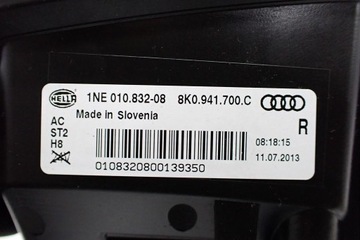 HELLA 1NE 010.832-08 8K0.941.700.C
Made in Slovenia
AC
ST2
H8
R
08:18:15
11.07.2013
0108320800139350